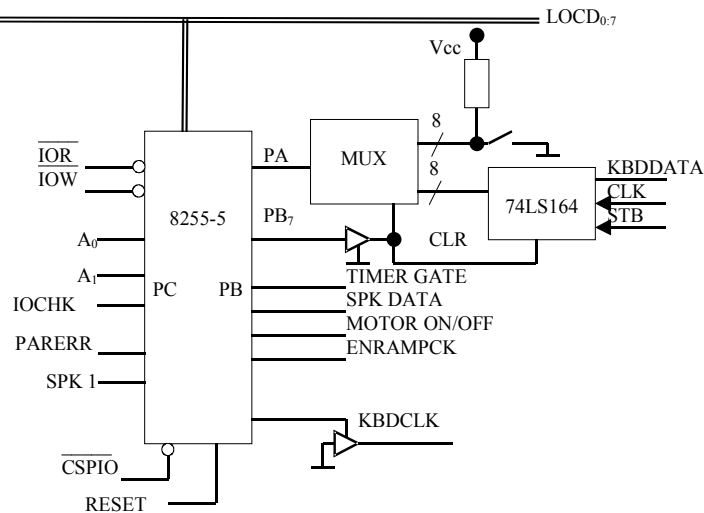 LOCD0:7
Vcc
8
IOR
PA
MUX
8
KBDDATA
IOW
CLK
74LS164
8255-5
PB7
STB
A0
CLR
TIMER GATE
A1
PC
PB
SPK DATA
IOCHK
MOTOR ON/OFF
PARERR
ENRAMPCK
SPK 1
KBDCLK
CSPIO
RESET